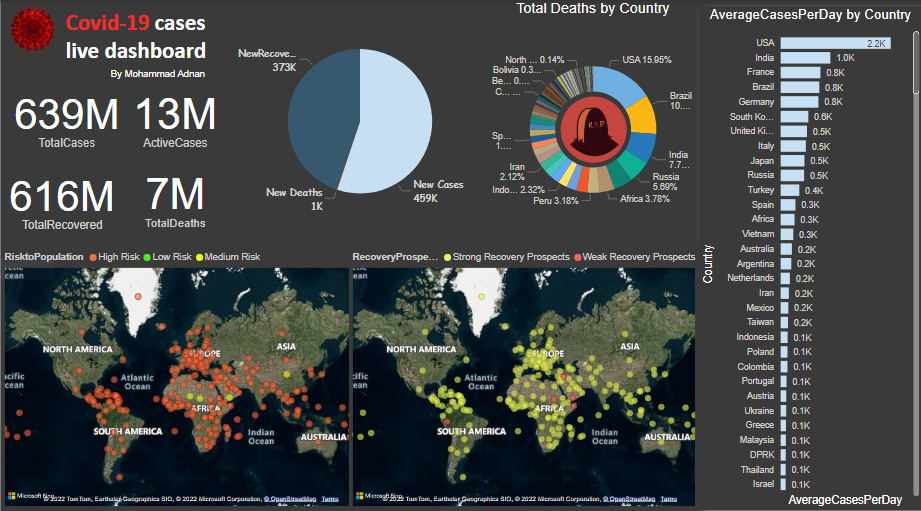 Covid-19 cases
live dashboard
By Mohammad Adnan
639M
TotalCases
13M
ActiveCases
616M
TotalRecovered
7M
TotalDeaths
NewRecove...
373K
New Deaths
1K
New Cases
459K
Total Deaths by Country
North ... 0.14%
Bolivia 0.3...
Be... 0....
C... ...
Sp...
1....
Iran
2.12%
Indo... 2.32%
Peru 3.18%
Africa 3.78%
Russia
5.69%
India
7.7...
Brazil
10....
USA 15.95%
R.I.P
AverageCasesPerDay by Country
Country
USA 2.2K
India 1.0K
France 0.8K
Brazil 0.8K
Germany 0.8K
South Ko... 0.6K
United Ki... 0.5K
Italy 0.5K
Japan 0.5K
Russia 0.5K
Turkey 0.4K
Spain 0.3K
Africa 0.3K
Vietnam 0.3K
Australia 0.2K
Argentina 0.2K
Netherlands 0.2K
Iran 0.2K
Mexico 0.2K
Taiwan 0.2K
Indonesia 0.1K
Poland 0.1K
Colombia 0.1K
Portugal 0.1K
Austria 0.1K
Ukraine 0.1K
Greece 0.1K
Malaysia 0.1K
DPRK 0.1K
Thailand 0.1K
Israel 0.1K
AverageCasesPerDay
RisktoPopulation High Risk Low Risk Medium Risk
Arctic
Ocean
NORTH AMERICA
EUROPE
ASIA
Pacific
Ocean
Atlantic
Ocean
AFRICA
SOUTH AMERICA
Indian
Ocean
AUSTRALIA
Microsoft Bing
© 2022 TomTom, Earthstar Geographics SIO, © 2022 Microsoft Corporation, © OpenStreetMap Terms
RecoveryProspe... Strong Recovery Prospects Weak Recovery Prospects
ean
NORTH AMERICA
EUROPE
ASIA
cific
ean
Atlantic
Ocean
AFRICA
SOUTH AMERICA
Indian
Ocean
AUSTRALIA
Microsoft Bing
© 2022 TomTom, Earthstar Geographics SIO, © 2022 Microsoft Corporation, © OpenStreetMap Terms